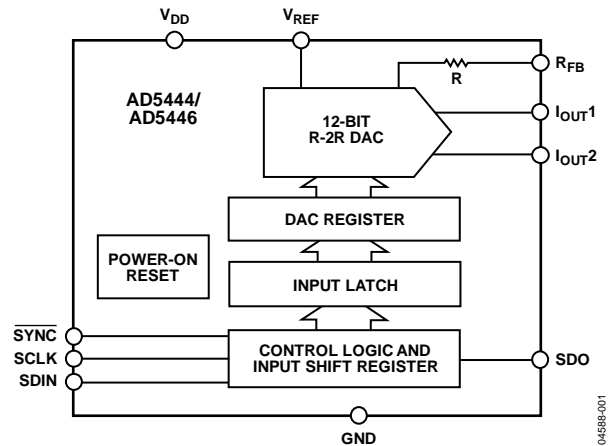 VDD
VREF
RFB
R
AD5444/
AD5446
12-BIT
R-2R DAC
IOUT1
IOUT2
DAC REGISTER
POWER-ON
RESET
INPUT LATCH
SYNC
SCLK
SDIN
CONTROL LOGIC AND
INPUT SHIFT REGISTER
SDO
GND
04588-001